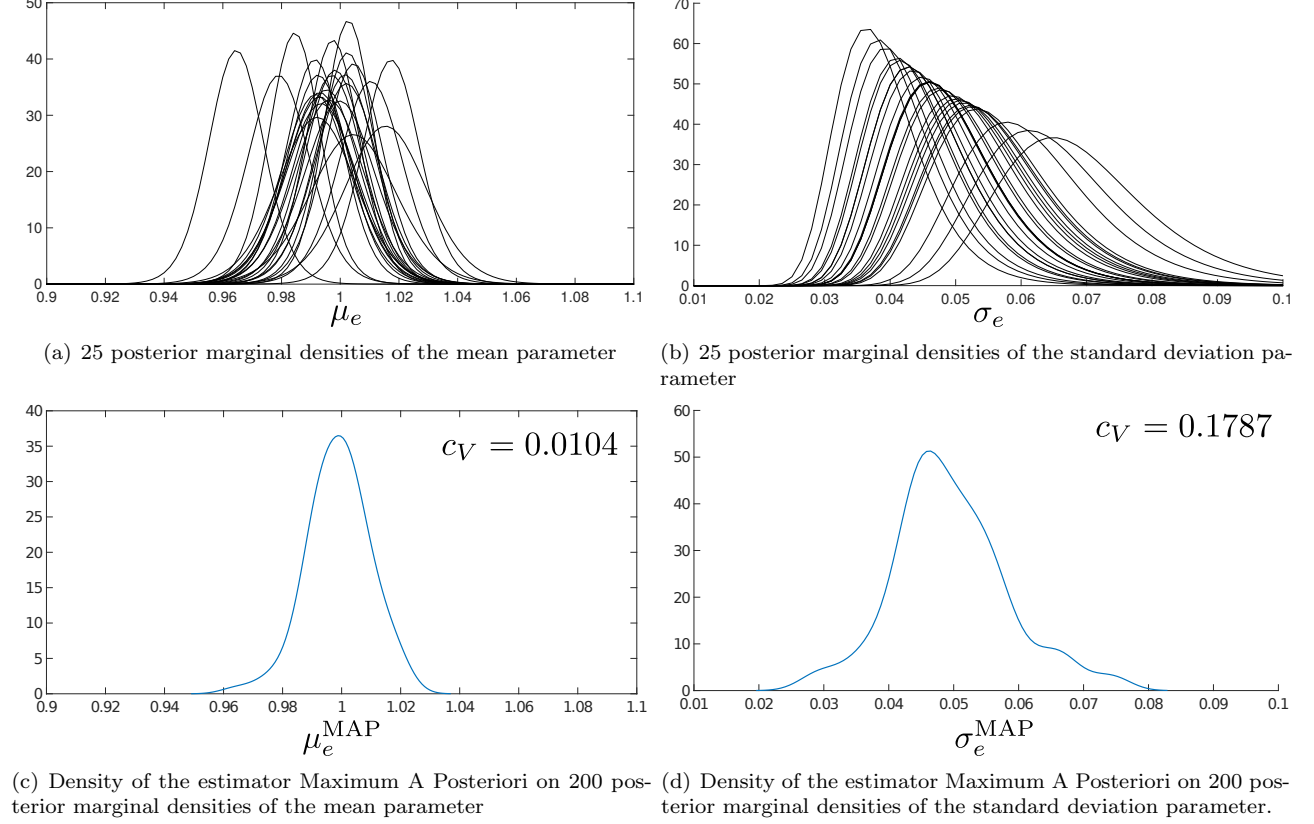 50
40
30
20
10
0
0.9 0.92 0.94 0.96 0.98 1 1.02 1.04 1.06 1.08 1.1
μe
(a) 25 posterior marginal densities of the mean parameter
70
60
50
40
30
20
10
0
0.01 0.02 0.03 0.04 0.05 0.06 0.07 0.08 0.09 0.1
σe
(b) 25 posterior marginal densities of the standard deviation pa-
rameter
40
35
30
25
20
15
10
5
0
cV = 0.0104
0.9 0.92 0.94 0.96 0.98 1 1.02 1.04 1.06 1.08 1.1
μeMAP
(c) Density of the estimator Maximum A Posteriori on 200 pos-
terior marginal densities of the mean parameter
60
50
40
30
20
10
0
cV = 0.1787
0.01 0.02 0.03 0.04 0.05 0.06 0.07 0.08 0.09 0.1
σeMAP
(d) Density of the estimator Maximum A Posteriori on 200 pos-
terior marginal densities of the standard deviation parameter.